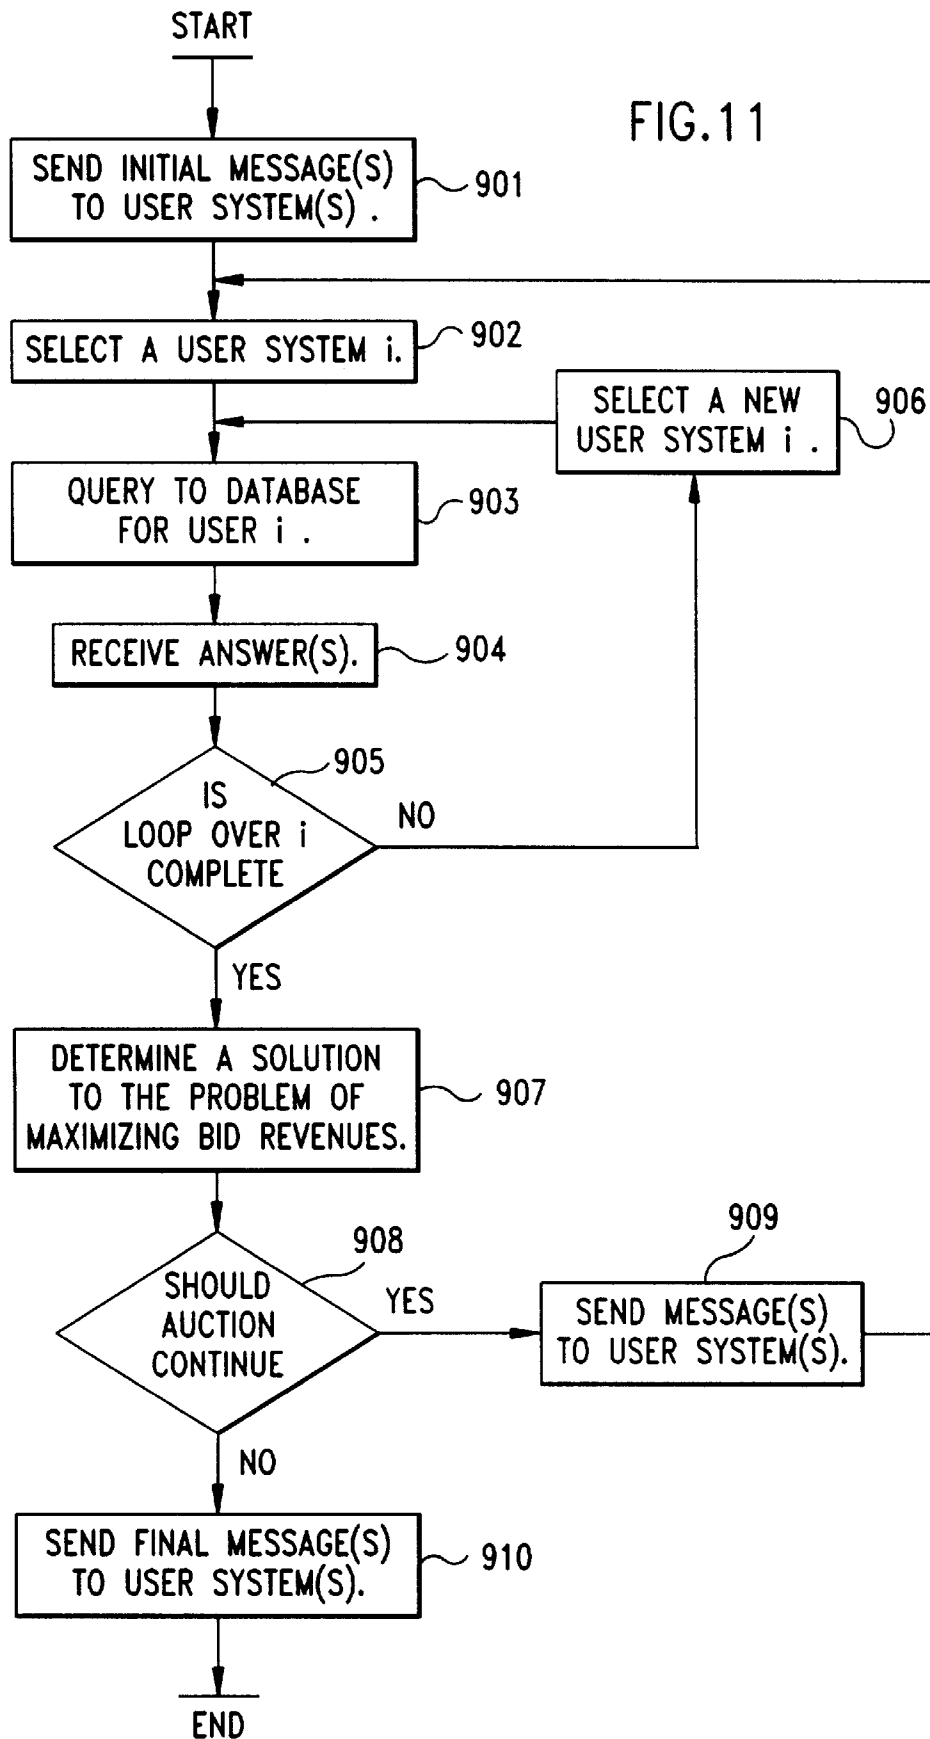 START
FIG.11
SEND INITIAL MESSAGE(S)
TO USER SYSTEM(S) .
901
SELECT A USER SYSTEM i.
902
SELECT A NEW
USER SYSTEM i .
906
QUERY TO DATABASE
FOR USER i .
903
RECEIVE ANSWER(S).
904
905
IS
LOOP OVER i
COMPLETE
NO
YES
DETERMINE A SOLUTION
TO THE PROBLEM OF
MAXIMIZING BID REVENUES.
907
908
SHOULD
AUCTION
CONTINUE
YES
909
SEND MESSAGE(S)
TO USER SYSTEM(S).
NO
SEND FINAL MESSAGE(S)
TO USER SYSTEM(S).
910
END